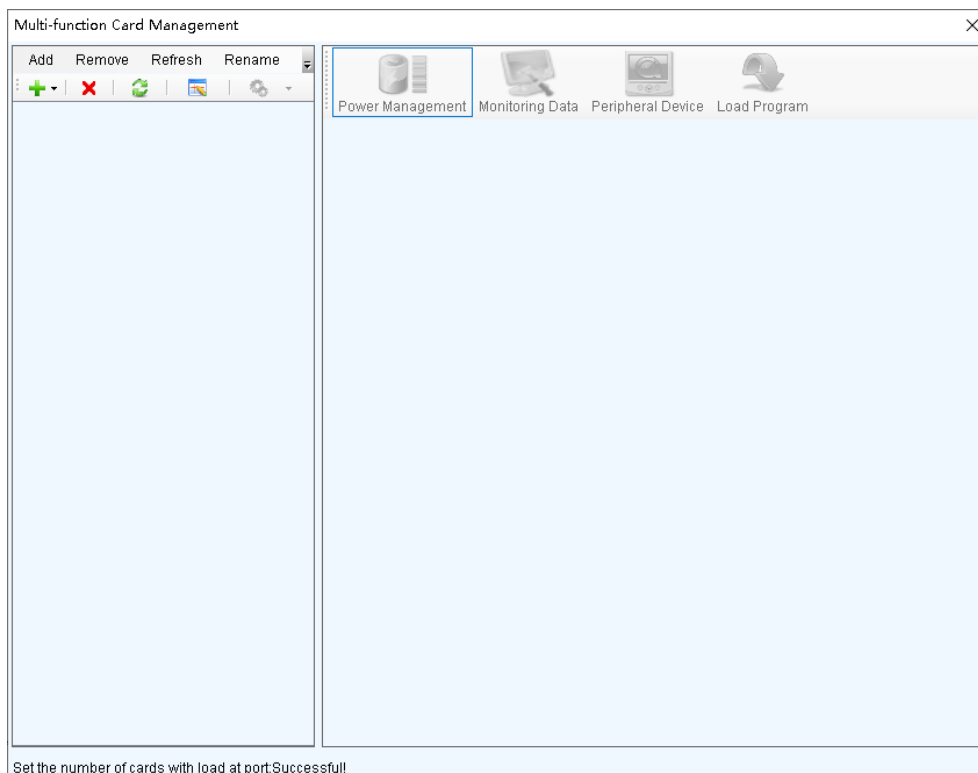 Multi-function Card Management
Add Remove Refresh Rename
Power Management Monitoring Data Peripheral Device Load Program
Set the number of cards with load at port:Successful!